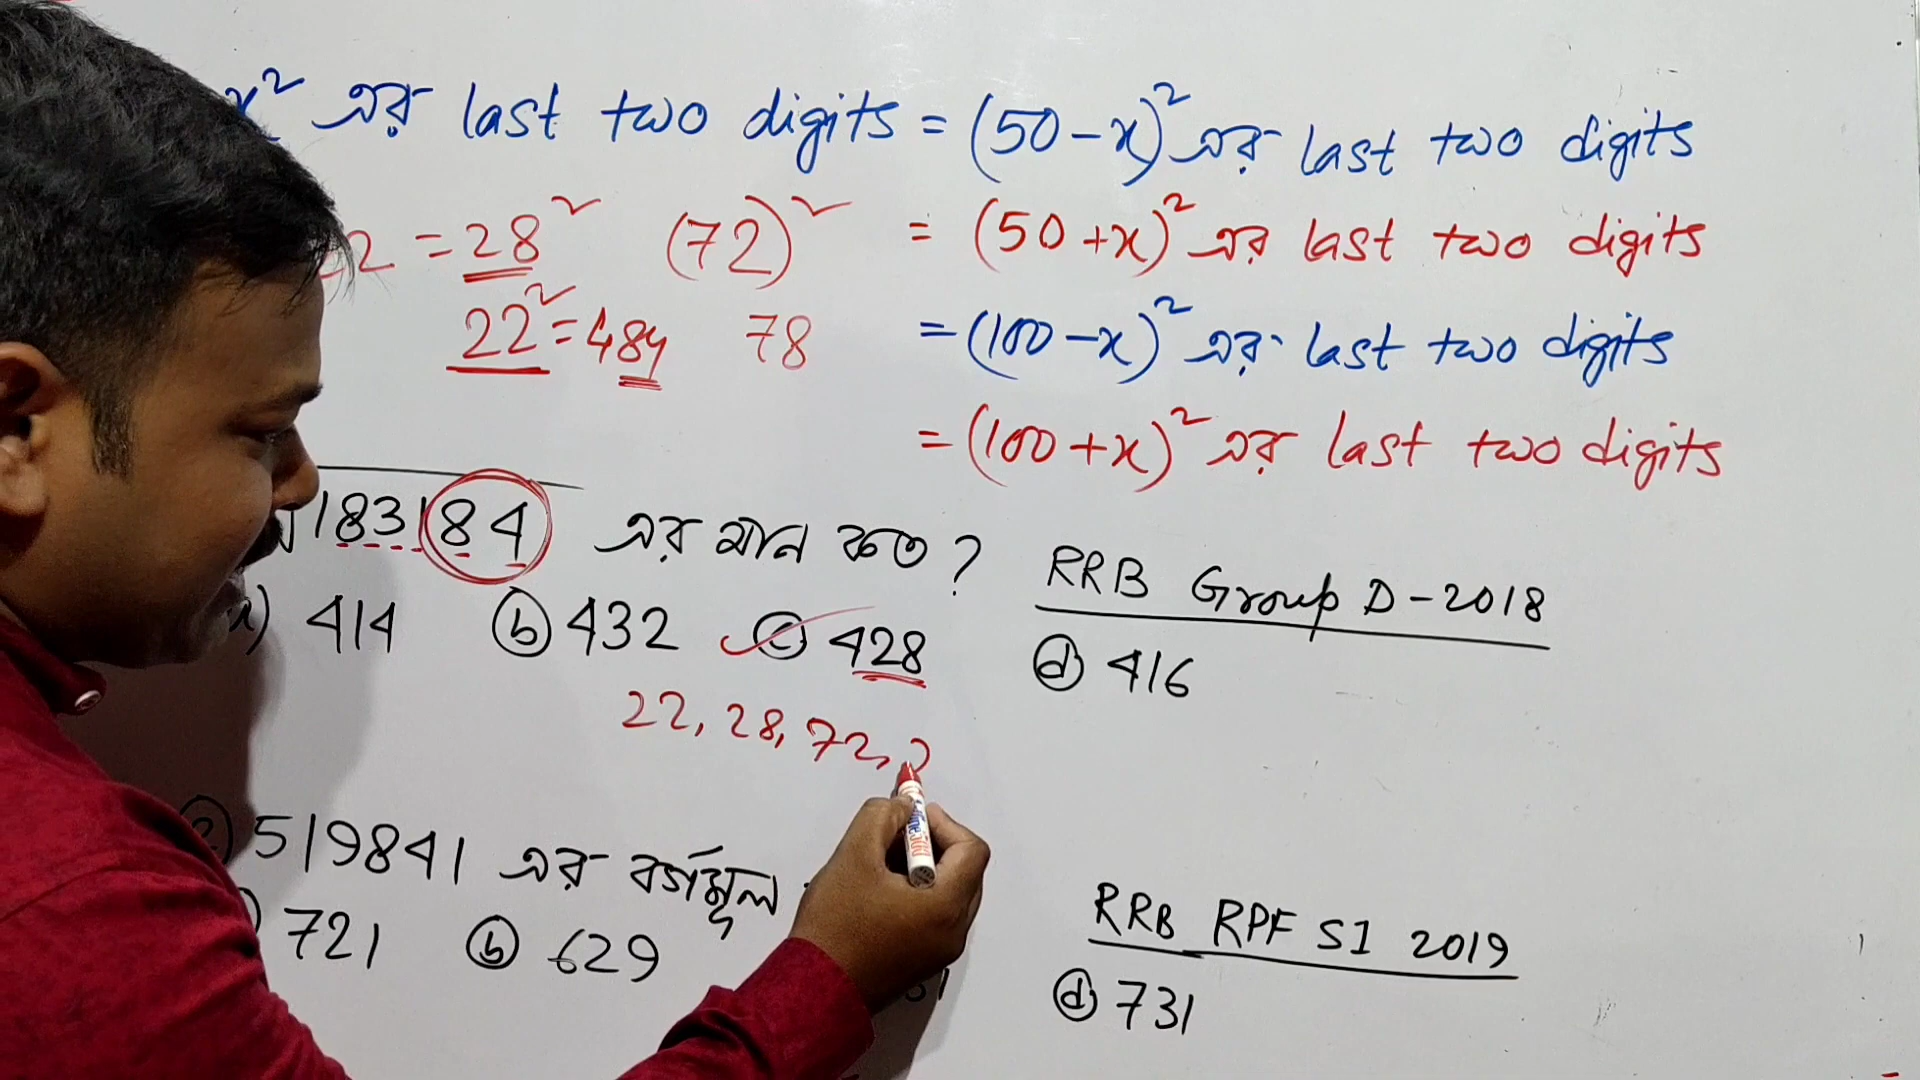 x² এর last two digits = (50-x)² এর last two digits
22 = 28² (72)² = (50+x)² এর last two digits
22² = 484 78 = (100-x)² এর last two digits
= (100+x)² এর last two digits
√183184 এর মান কত? RRB Group D-2018
a) 414 (b) 432 (c) 428 (d) 416
22, 28, 72,
(2) 519841 এর বর্গমূল
RRB RPF SI 2019
721 (b) 629 (d) 731